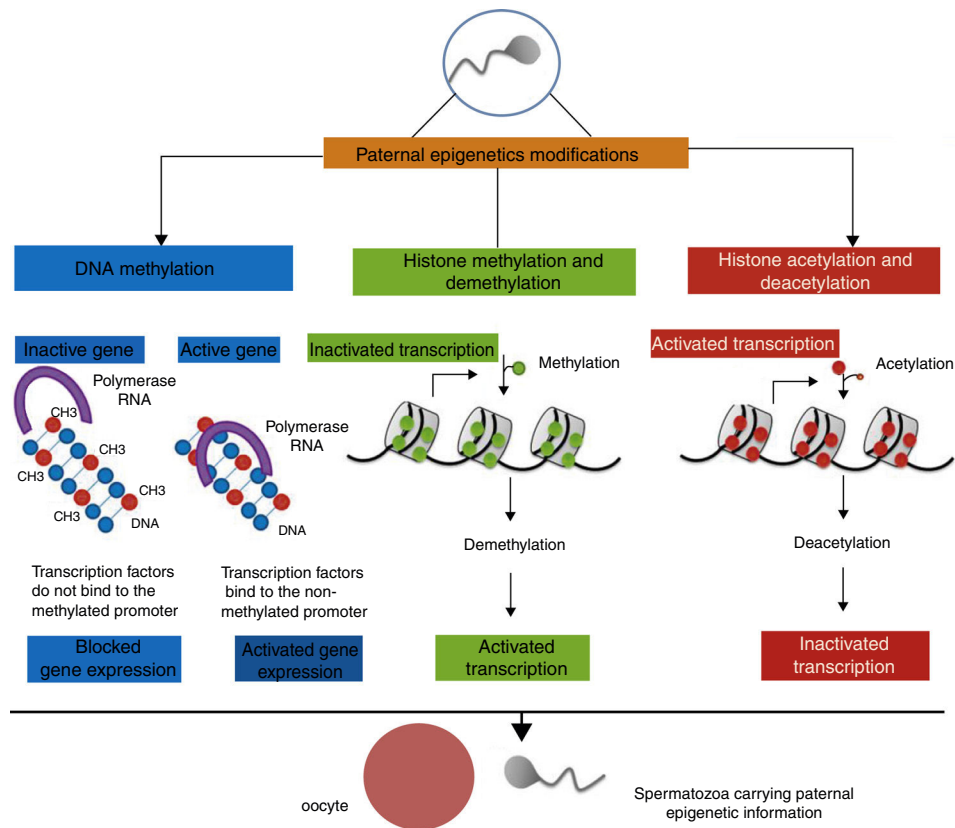 Paternal epigenetics modifications
DNA methylation
Histone methylation and
demethylation
Histone acetylation and
deacetylation
Inactive gene
Active gene
Inactivated transcription
Activated transcription
Polymerase
RNA
CH3
CH3
CH3
CH3
CH3
DNA
Polymerase
RNA
DNA
Methylation
Acetylation
Demethylation
Deacetylation
Transcription factors
do not bind to the
methylated promoter
Transcription factors
bind to the non-
methylated promoter
Blocked
gene expression
Activated gene
expression
Activated
transcription
Inactivated
transcription
oocyte
Spermatozoa carrying paternal
epigenetic information